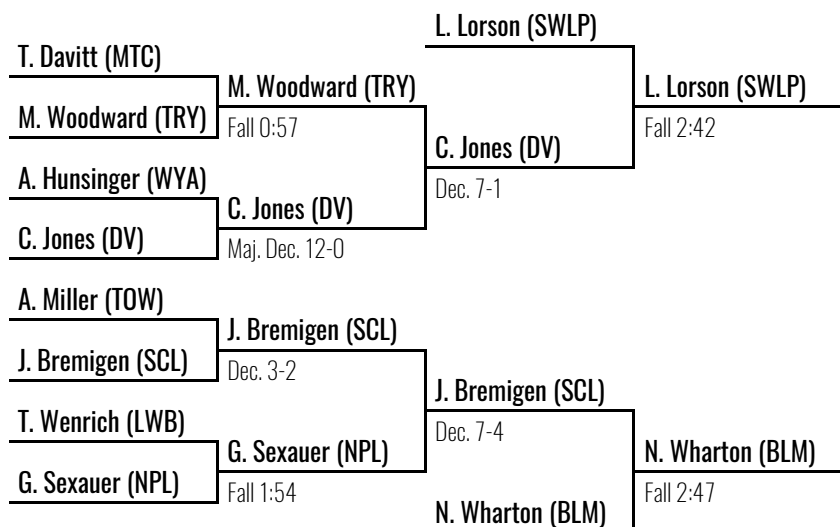 L. Lorson (SWLP)
T. Davitt (MTC)
M. Woodward (TRY)
L. Lorson (SWLP)
M. Woodward (TRY)
Fall 0:57
Fall 2:42
C. Jones (DV)
A. Hunsinger (WYA)
Dec. 7-1
C. Jones (DV)
C. Jones (DV)
Maj. Dec. 12-0
A. Miller (TOW)
J. Bremigen (SCL)
J. Bremigen (SCL)
Dec. 3-2
J. Bremigen (SCL)
T. Wenrich (LWB)
Dec. 7-4
G. Sexauer (NPL)
N. Wharton (BLM)
G. Sexauer (NPL)
Fall 1:54
Fall 2:47
N. Wharton (BLM)